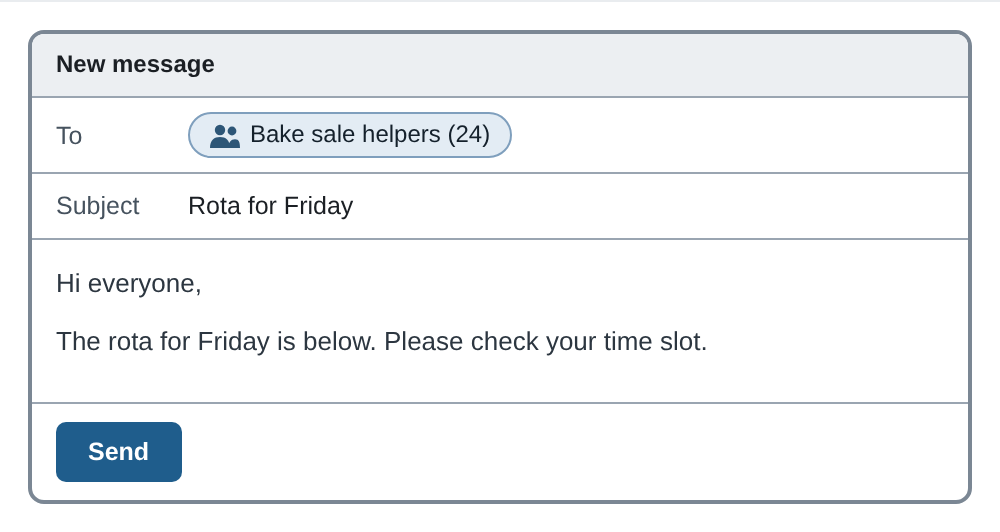 New message
To Bake sale helpers (24)
Subject Rota for Friday
Hi everyone,
The rota for Friday is below. Please check your time slot.
Send